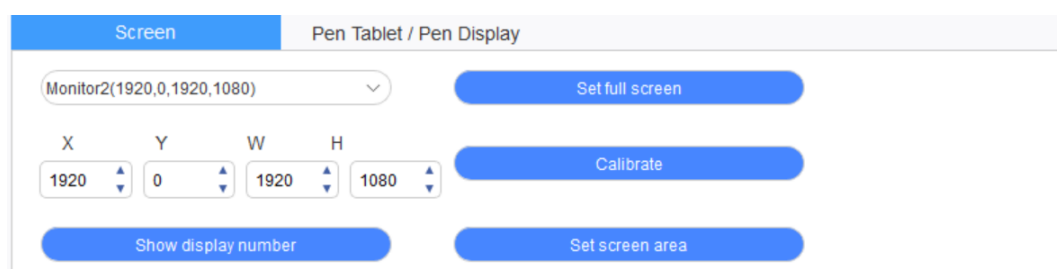 Screen Pen Tablet / Pen Display
Monitor2(1920,0,1920,1080) Set full screen
X Y W H
1920 0 1920 1080 Calibrate
Show display number Set screen area